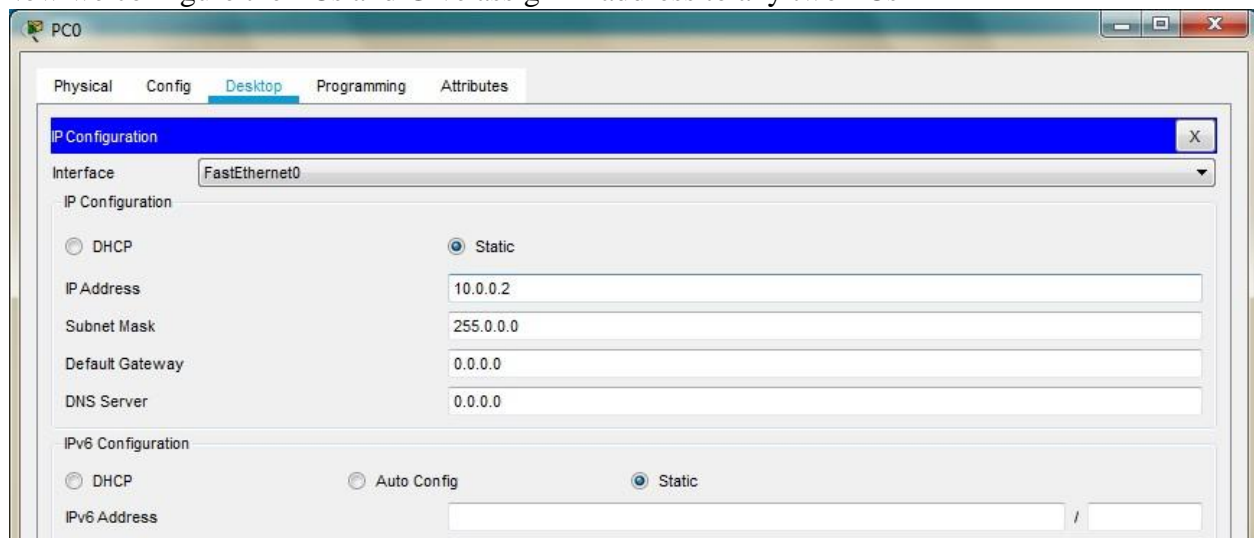 PC0
Physical Config Desktop Programming Attributes
IP Configuration
X
Interface FastEthernet0
IP Configuration
DHCP Static
IP Address 10.0.0.2
Subnet Mask 255.0.0.0
Default Gateway 0.0.0.0
DNS Server 0.0.0.0
IPv6 Configuration
DHCP Auto Config Static
IPv6 Address /